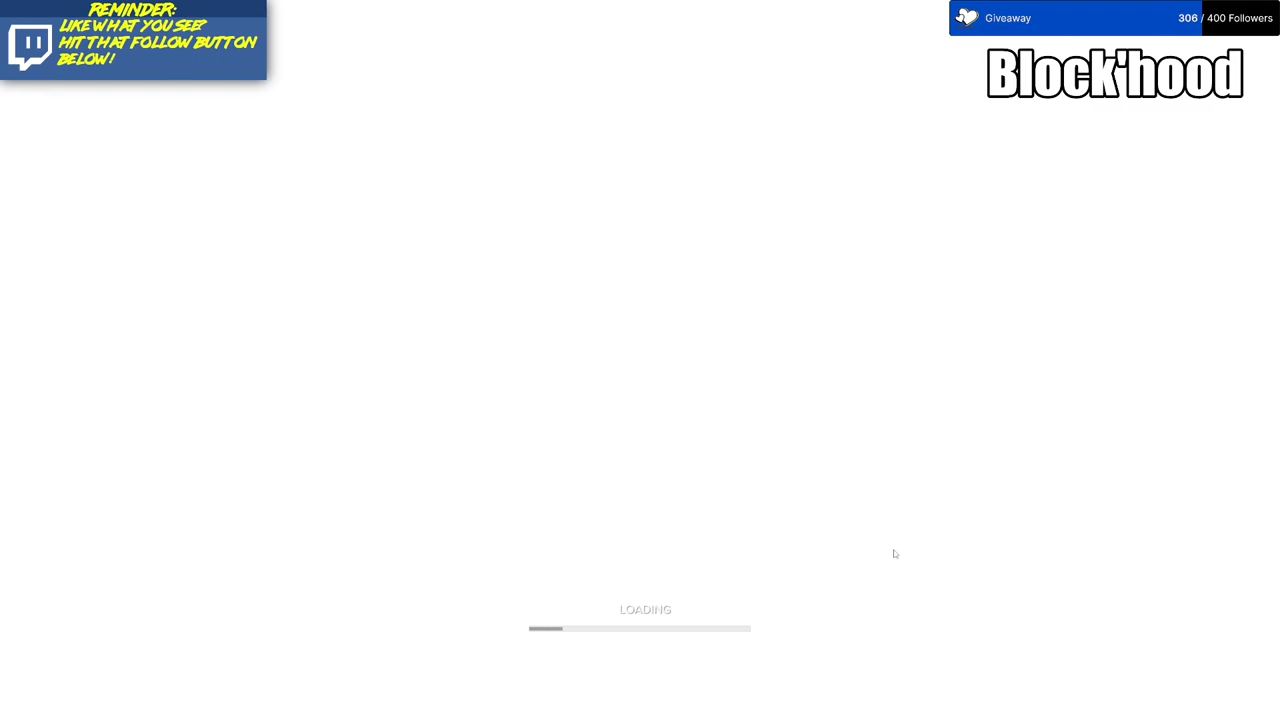 REMINDER:
LIKE WHAT YOU SEE?
HIT THAT FOLLOW BUTTON
BELOW!
Giveaway
306 / 400 Followers
Block'hood
LOADING